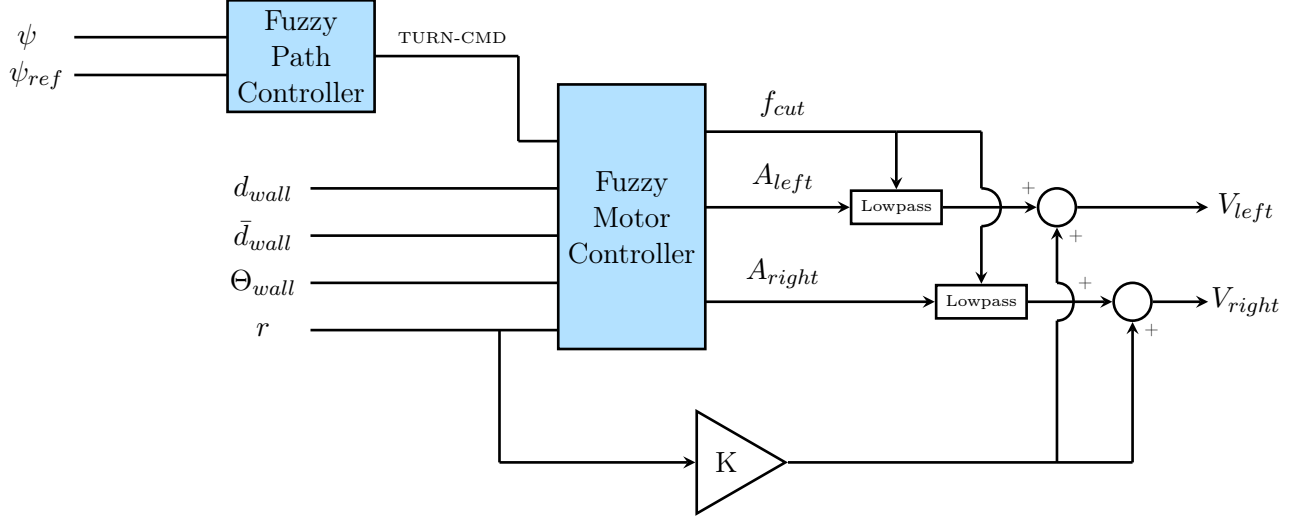 ψ
ψ_ref
Fuzzy
Path
Controller
TURN-CMD
d_wall
d̄_wall
Θ_wall
r
Fuzzy
Motor
Controller
f_cut
A_left
Lowpass
+
+
V_left
A_right
Lowpass
+
+
V_right
K